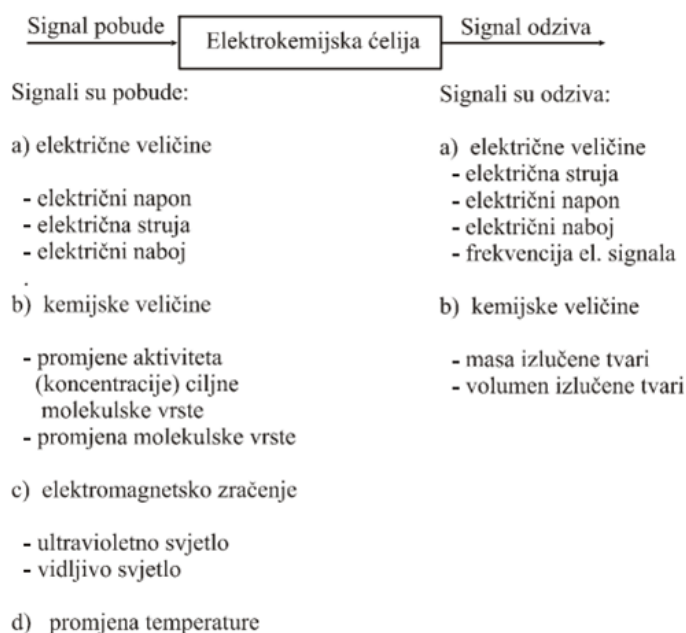 Signal pobude
Elektrokemijska ćelija
Signal odziva
Signali su pobude:
a) električne veličine
- električni napon
- električna struja
- električni naboj
b) kemijske veličine
- promjene aktiviteta
(koncentracije) ciljne
molekulske vrste
- promjena molekulske vrste
c) elektromagnetsko zračenje
- ultravioletno svjetlo
- vidljivo svjetlo
d) promjena temperature
Signali su odziva:
a) električne veličine
- električna struja
- električni napon
- električni naboj
- frekvencija el. signala
b) kemijske veličine
- masa izlučene tvari
- volumen izlučene tvari